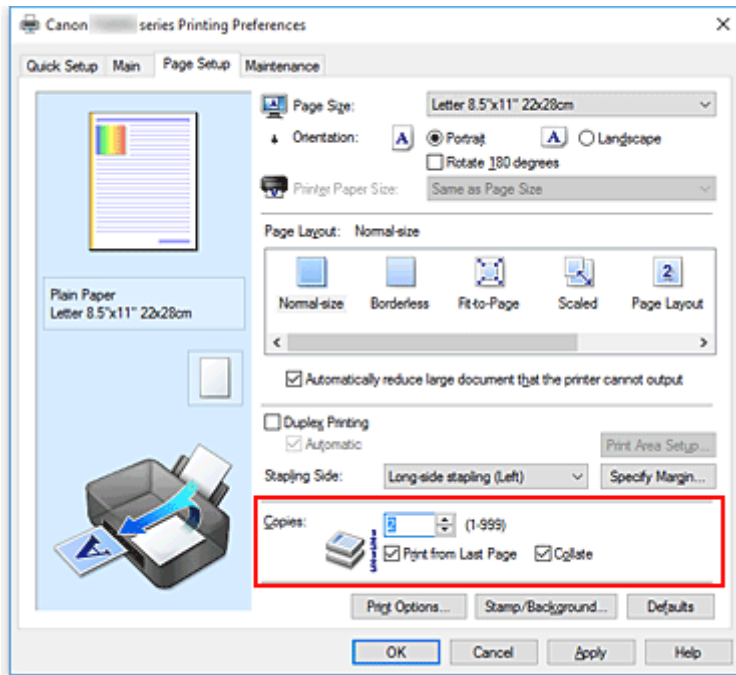 Canon series Printing Preferences
Quick Setup Main Page Setup Maintenance
Page Size: Letter 8.5"x11" 22x28cm
Orientation: A Portrait A Landscape
Rotate 180 degrees
Printer Paper Size: Same as Page Size
Page Layout: Normal-size
2
Normal-size Borderless Fit-to-Page Scaled Page Layout
Automatically reduce large document that the printer cannot output
Plain Paper
Letter 8.5"x11" 22x28cm
Duplex Printing
Automatic Print Area Setup...
Stapling Side: Long-side stapling (Left) Specify Margin...
Copies: 2 (1-999)
Print from Last Page Collate
A
Print Options... Stamp/Background... Defaults
OK Cancel Apply Help